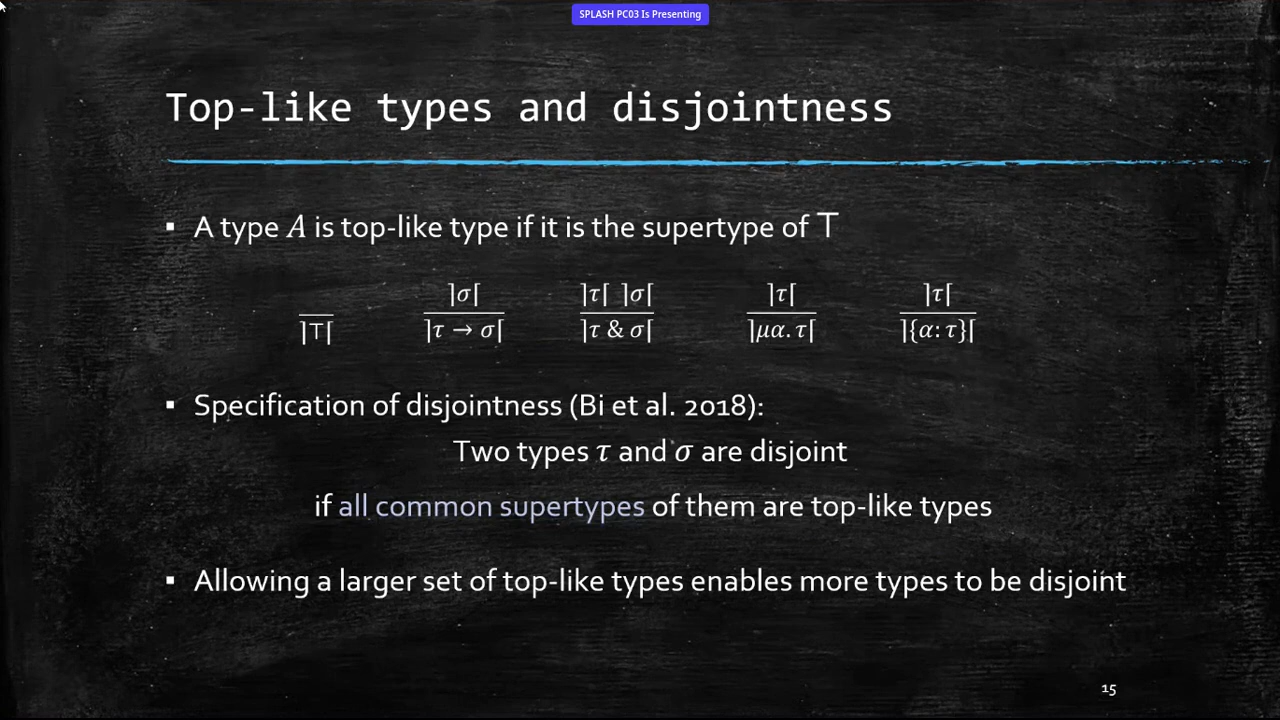 SPLASH PC03 Is Presenting
Top-like types and disjointness
▪ A type A is top-like type if it is the supertype of ⊤
⌉σ⌈ ⌉τ⌈ ⌉σ⌈ ⌉τ⌈ ⌉τ⌈
⌉⊤⌈ ⌉τ → σ⌈ ⌉τ & σ⌈ ⌉μα. τ⌈ ⌉{α: τ}⌈
▪ Specification of disjointness (Bi et al. 2018):
Two types τ and σ are disjoint
if all common supertypes of them are top-like types
▪ Allowing a larger set of top-like types enables more types to be disjoint
15